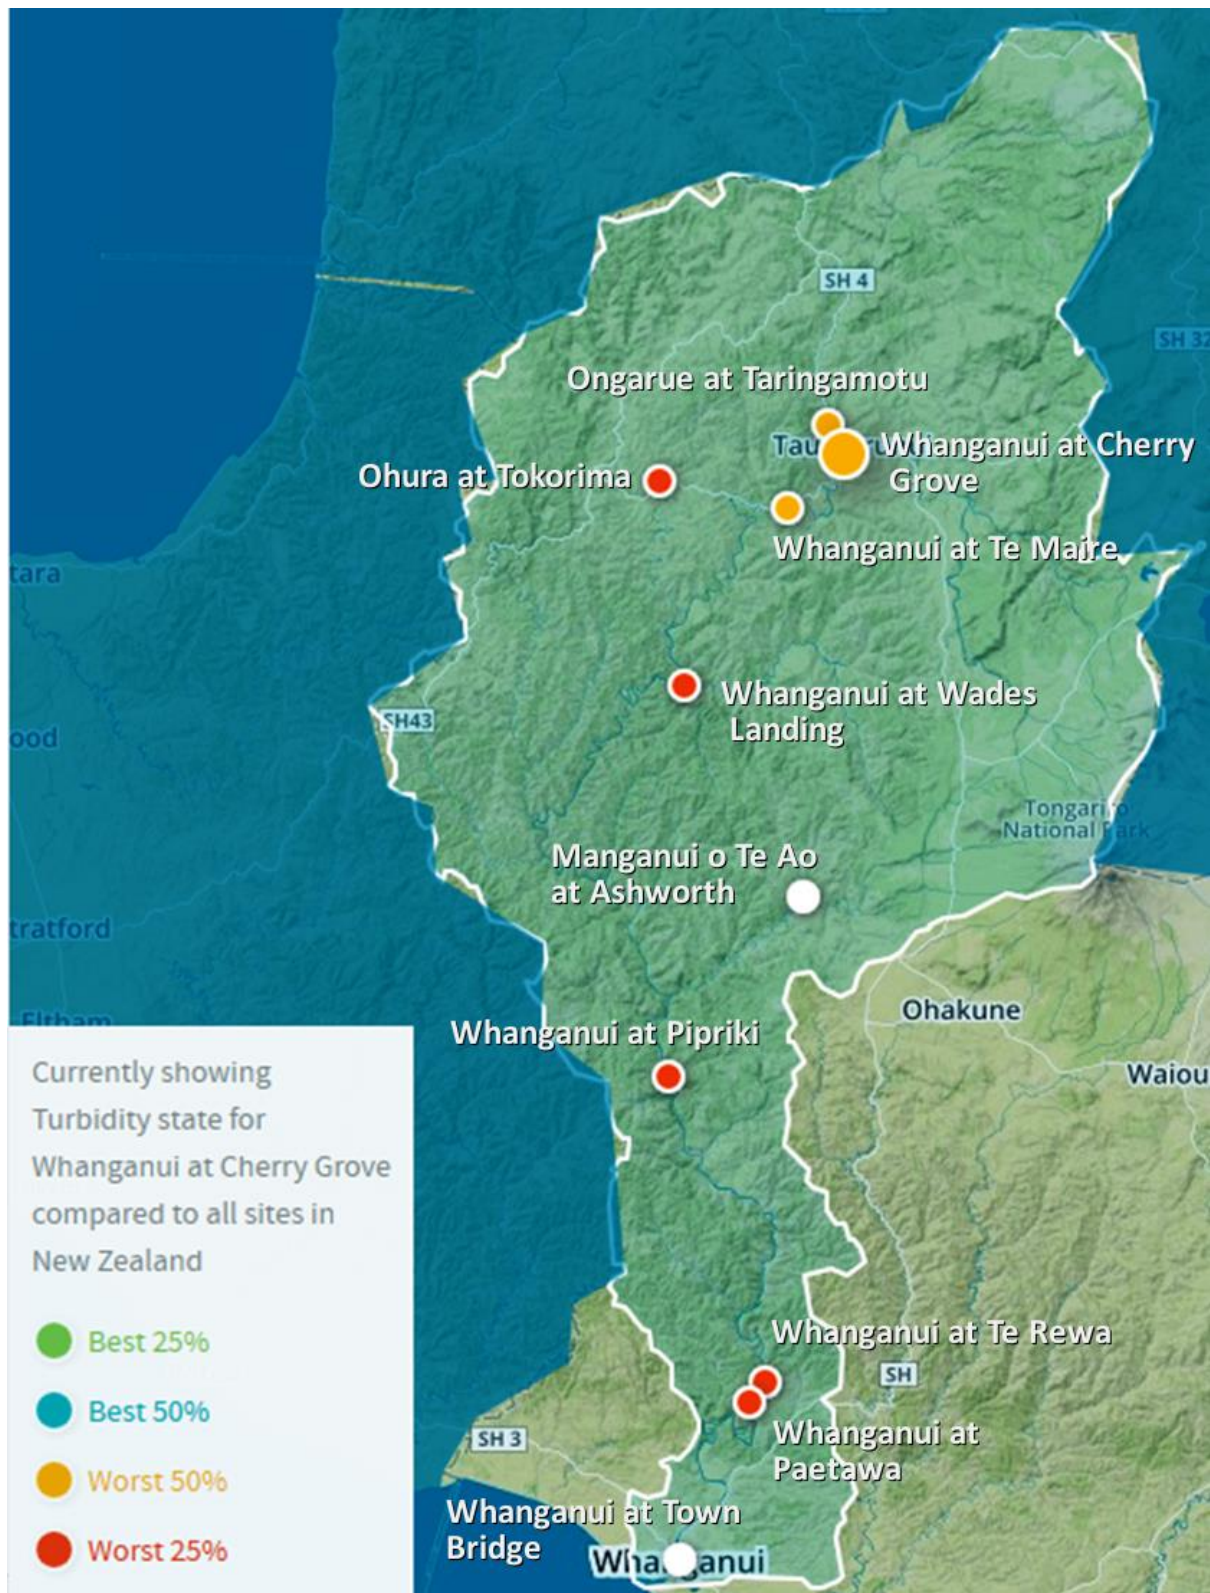 SH 4
SH 32
Ongarue at Taringamotu
Whanganui at Cherry
Grove
Ohura at Tokorima
Whanganui at Te Maire
tara
Whanganui at Wades
Landing
SH43
ood
Tongariro
National Park
Manganui o Te Ao
at Ashworth
tratford
Ohakune
Eltham
Whanganui at Pipriki
Waiou
Currently showing
Turbidity state for
Whanganui at Cherry Grove
compared to all sites in
New Zealand
Best 25%
Best 50%
Worst 50%
Worst 25%
Whanganui at Te Rewa
SH
Whanganui at
Paetawa
SH 3
Whanganui at Town
Bridge
Whanganui